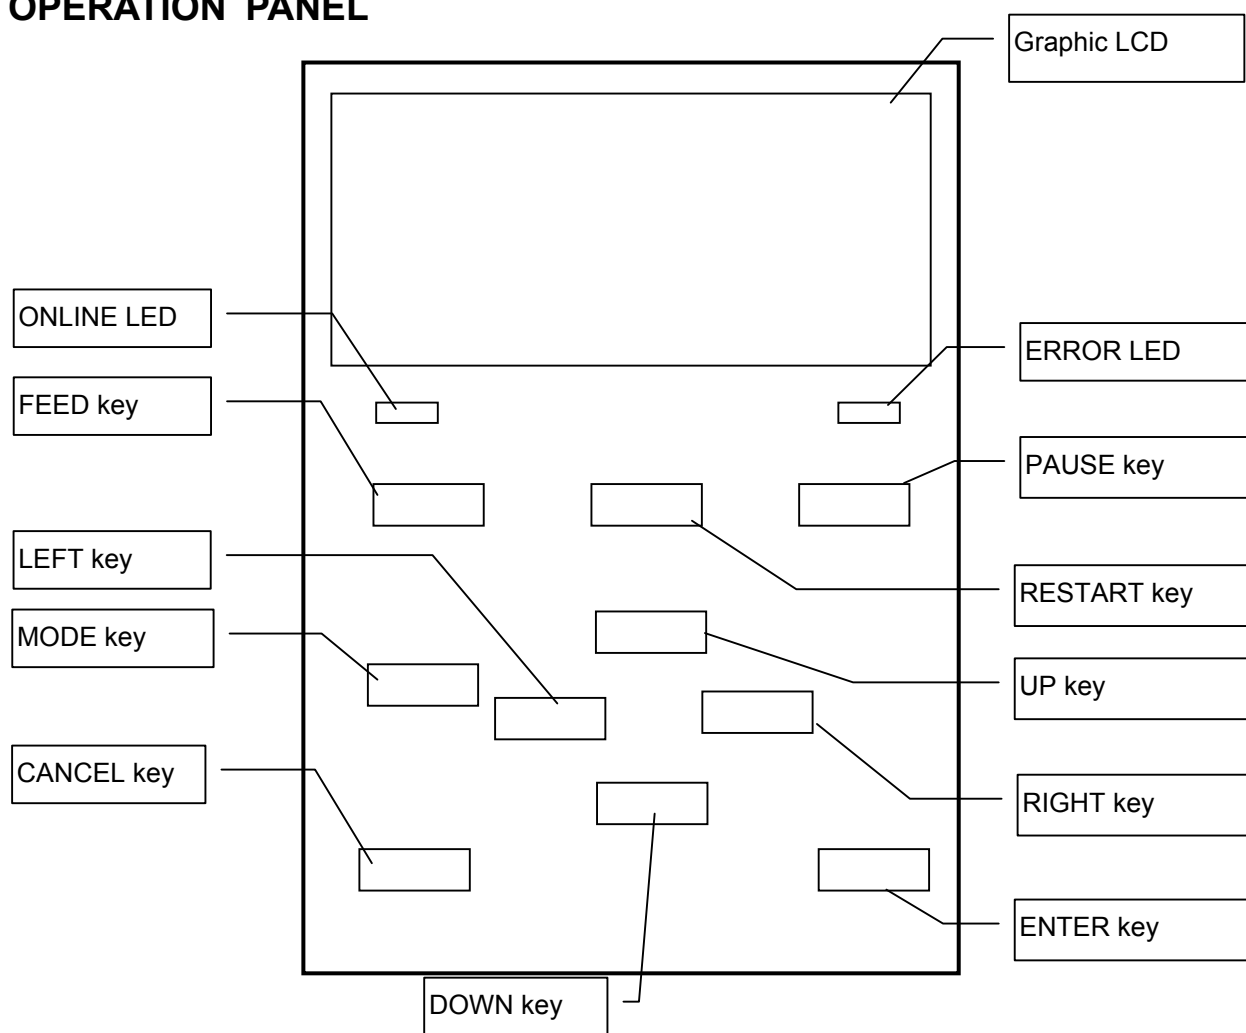 OPERATION PANEL
Graphic LCD
ONLINE LED
ERROR LED
FEED key
PAUSE key
LEFT key
RESTART key
MODE key
UP key
CANCEL key
RIGHT key
ENTER key
DOWN key